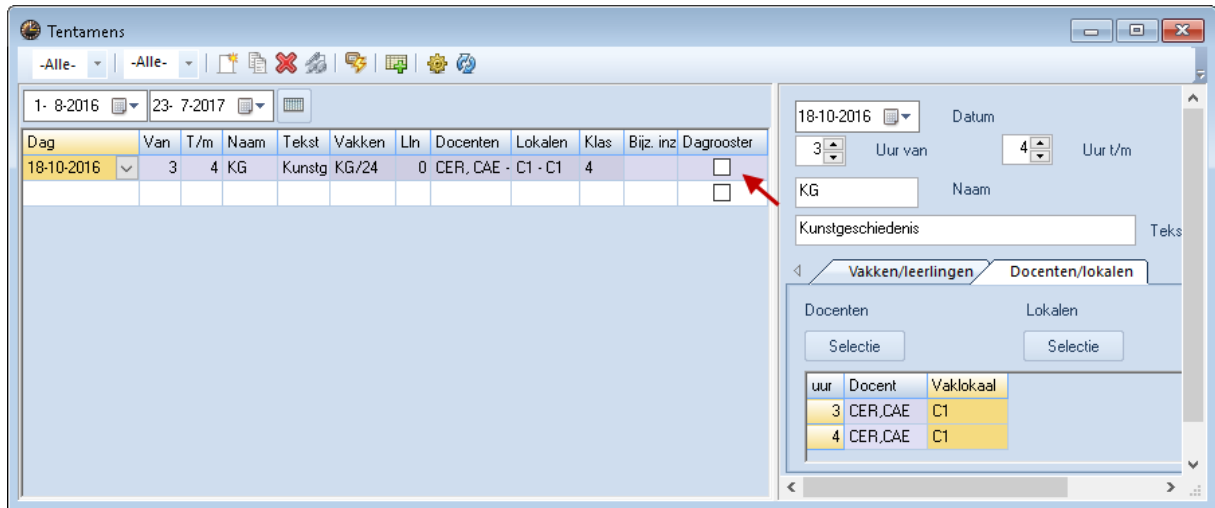 Tentamens
-Alle- -Alle-
1- 8-2016 23- 7-2017
Dag Van T/m Naam Tekst Vakken Lln Docenten Lokalen Klas Bijz. inz Dagrooster
18-10-2016 3 4 KG Kunstg KG/24 0 CER, CAE - C1 - C1 4
18-10-2016 Datum
3 Uur van 4 Uur t/m
KG Naam
Kunstgeschiedenis Teks
Vakken/leerlingen Docenten/lokalen
Docenten Lokalen
Selectie Selectie
uur Docent Vaklokaal
3 CER,CAE C1
4 CER,CAE C1